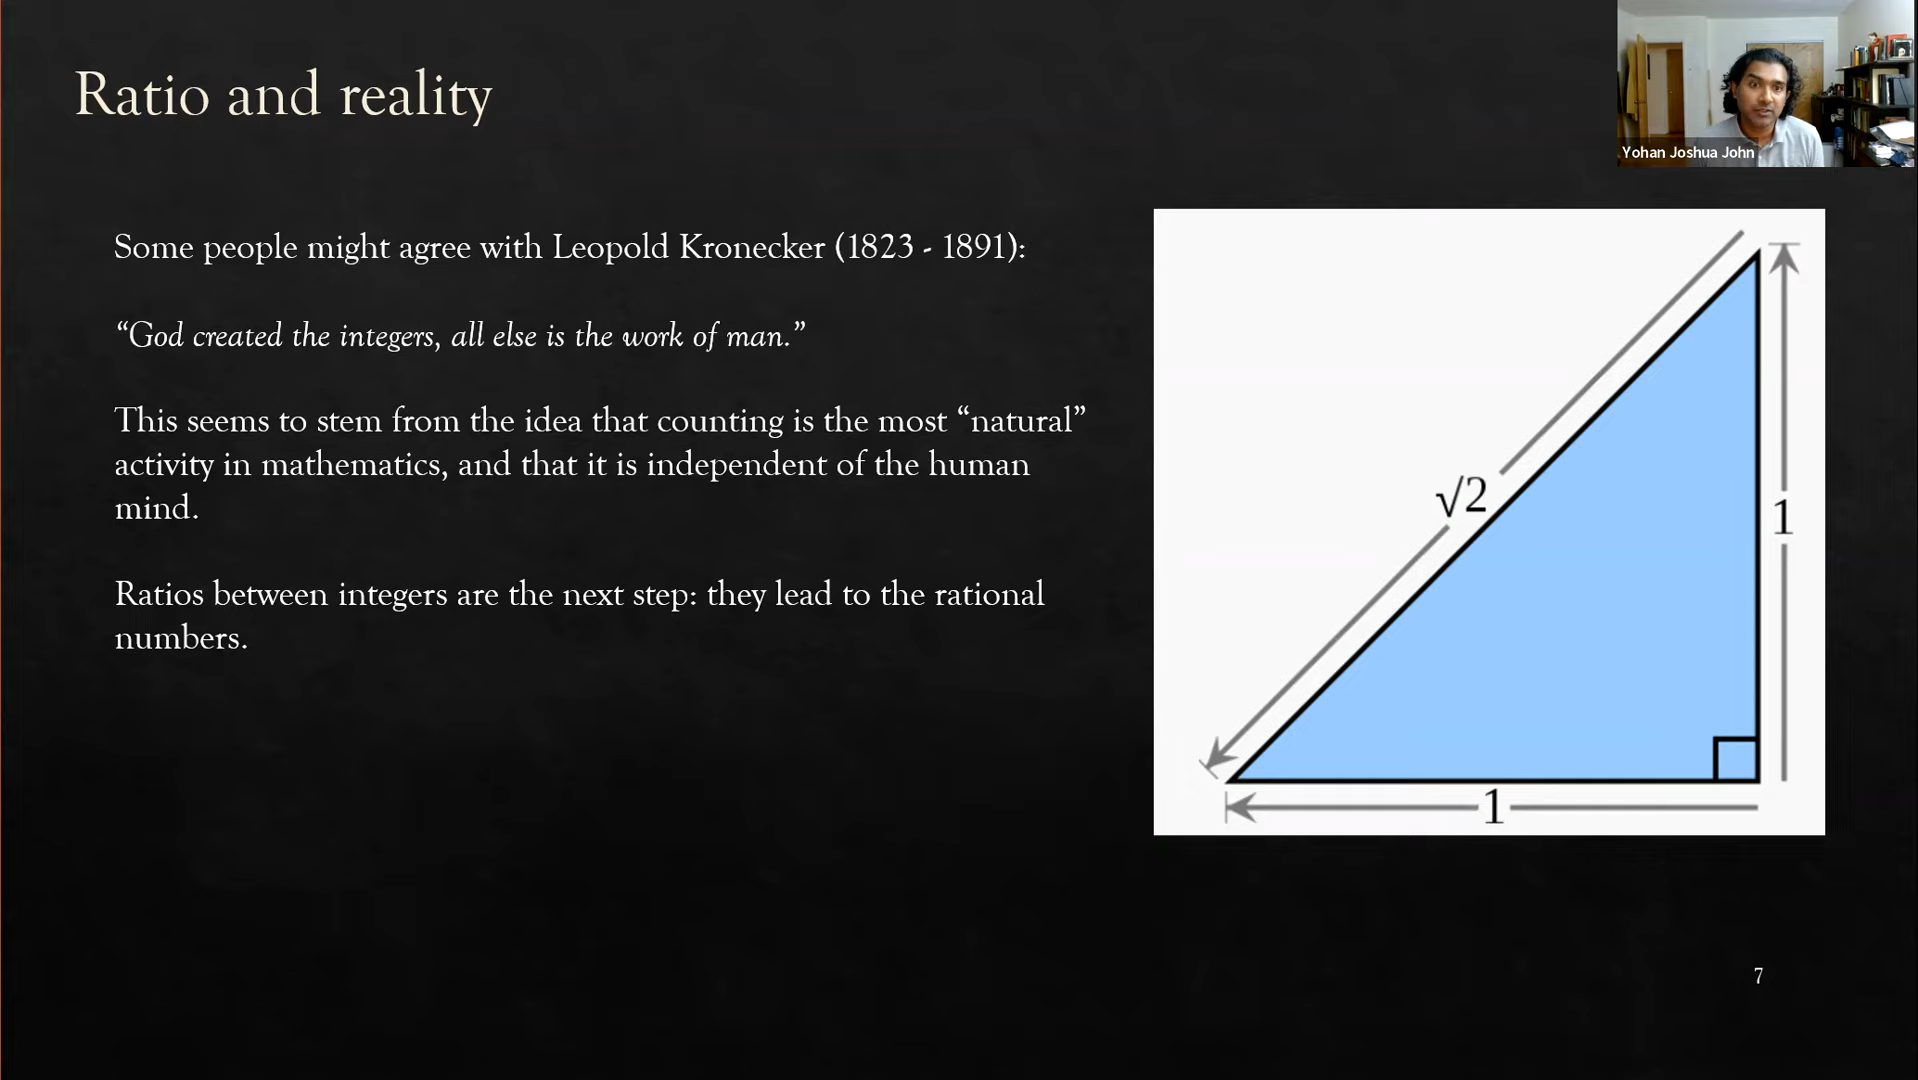 Ratio and reality
Yohan Joshua John
Some people might agree with Leopold Kronecker (1823 - 1891):
“God created the integers, all else is the work of man.”
This seems to stem from the idea that counting is the most “natural”
activity in mathematics, and that it is independent of the human
mind.
Ratios between integers are the next step: they lead to the rational
numbers.
√2
1
1
7